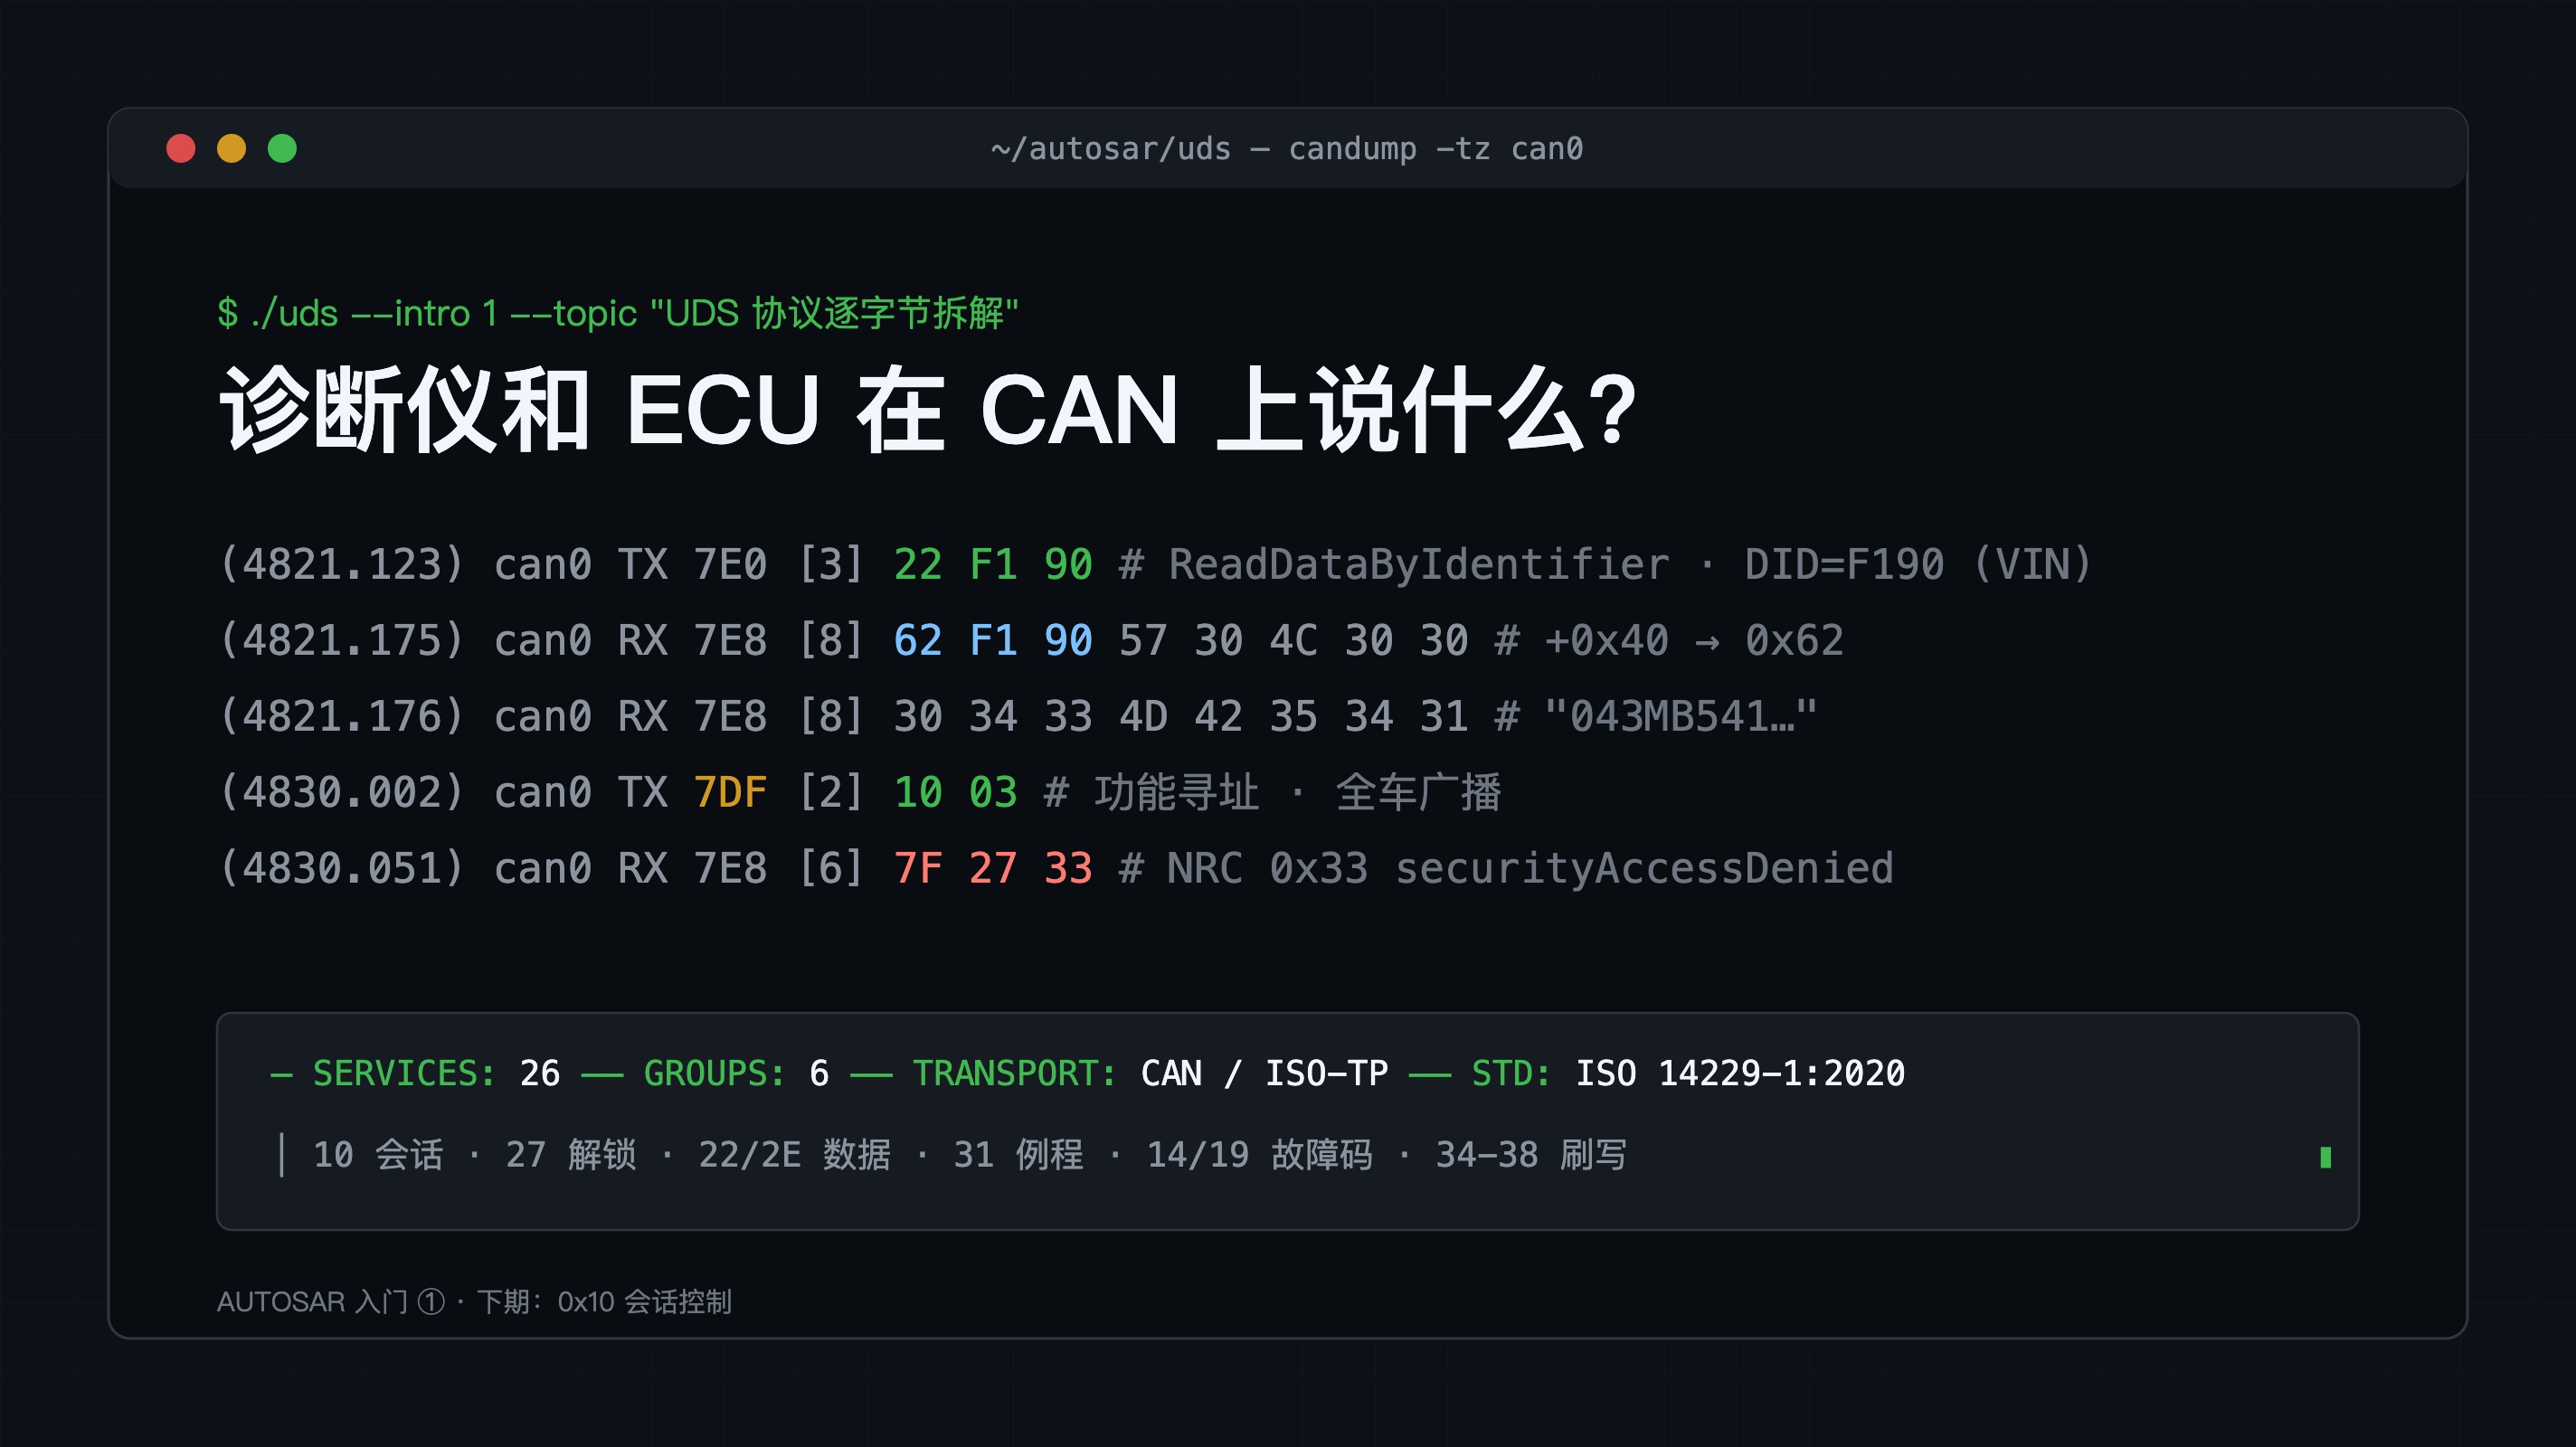 ~/autosar/uds — candump -tz can0
$ ./uds --intro 1 --topic "UDS 协议逐字节拆解"
诊断仪和 ECU 在 CAN 上说什么？
(4821.123) can0 TX 7E0 [3] 22 F1 90 # ReadDataByIdentifier · DID=F190 (VIN)
(4821.175) can0 RX 7E8 [8] 62 F1 90 57 30 4C 30 30 # +0x40 → 0x62
(4821.176) can0 RX 7E8 [8] 30 34 33 4D 42 35 34 31 # "043MB541…"
(4830.002) can0 TX 7DF [2] 10 03 # 功能寻址 · 全车广播
(4830.051) can0 RX 7E8 [6] 7F 27 33 # NRC 0x33 securityAccessDenied
— SERVICES: 26 —— GROUPS: 6 —— TRANSPORT: CAN / ISO-TP —— STD: ISO 14229-1:2020
│ 10 会话 · 27 解锁 · 22/2E 数据 · 31 例程 · 14/19 故障码 · 34-38 刷写
AUTOSAR 入门 ① · 下期：0x10 会话控制